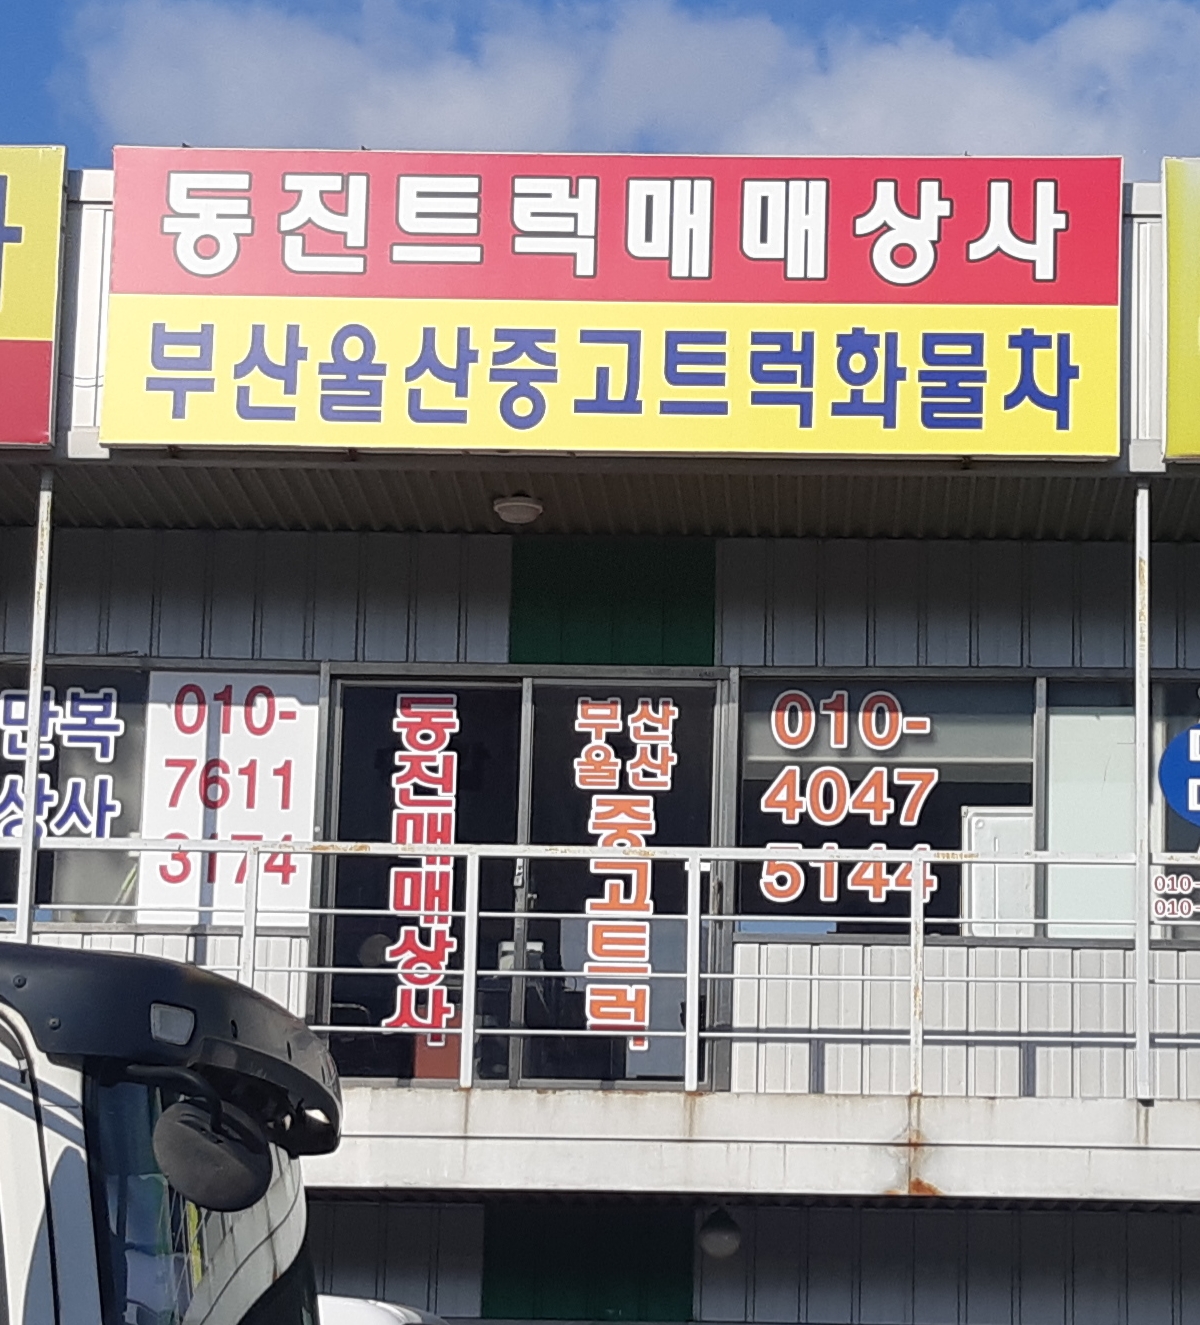 동진트럭매매상사
부산울산중고트럭화물차
만복
상사
010-
7611
3174
동진매매상사
부산
울산
중고트럭
010-
4047
5144
010-
010-